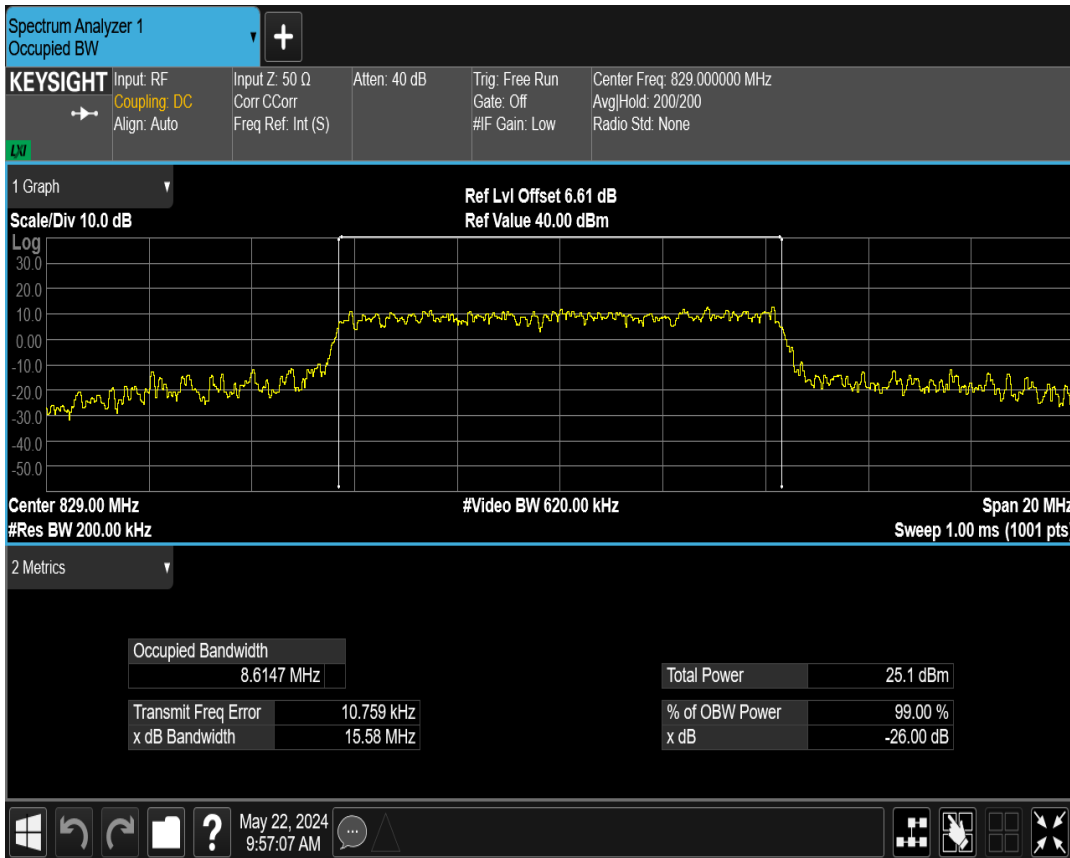 Spectrum Analyzer 1
Occupied BW
KEYSIGHT
Input: RF
Coupling: DC
Align: Auto
Input Z: 50 Ω
Corr CCorr
Freq Ref: Int (S)
Atten: 40 dB
Trig: Free Run
Gate: Off
#IF Gain: Low
Center Freq: 829.000000 MHz
Avg|Hold: 200/200
Radio Std: None
LXI
1 Graph
Ref Lvl Offset 6.61 dB
Scale/Div 10.0 dB
Ref Value 40.00 dBm
Log
30.0
20.0
10.0
0.00
-10.0
-20.0
-30.0
-40.0
-50.0
Center 829.00 MHz
#Video BW 620.00 kHz
Span 20 MHz
#Res BW 200.00 kHz
Sweep 1.00 ms (1001 pts)
2 Metrics
Occupied Bandwidth
8.6147 MHz
Total Power 25.1 dBm
Transmit Freq Error 10.759 kHz
% of OBW Power 99.00 %
x dB Bandwidth 15.58 MHz
x dB -26.00 dB
?
May 22, 2024
9:57:07 AM